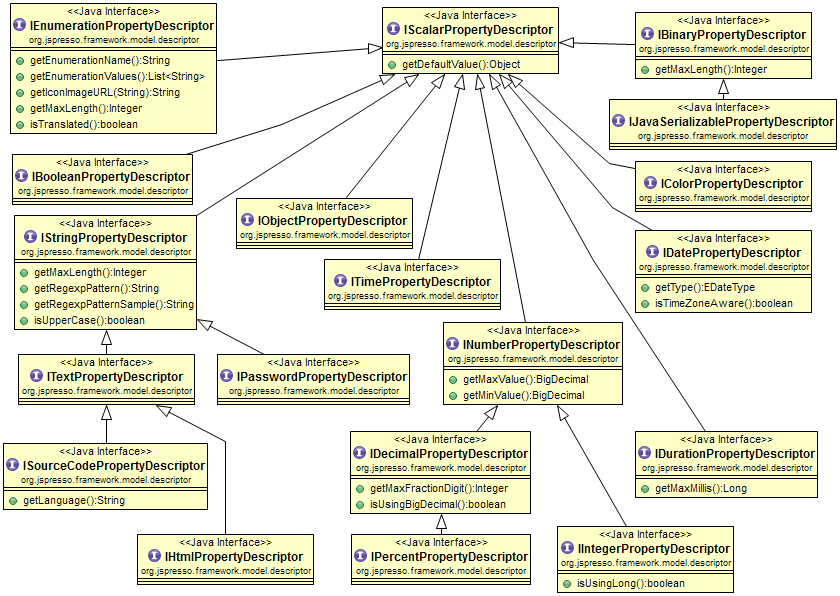 <<Java Interface>>
IEnumerationPropertyDescriptor
org.jspresso.framework.model.descriptor
getEnumerationName():String
getEnumerationValues():List<String>
getIconImageURL(String):String
getMaxLength():Integer
isTranslated():boolean
<<Java Interface>>
IScalarPropertyDescriptor
org.jspresso.framework.model.descriptor
getDefaultValue():Object
<<Java Interface>>
IBinaryPropertyDescriptor
org.jspresso.framework.model.descriptor
getMaxLength():Integer
<<Java Interface>>
IJavaSerializablePropertyDescriptor
org.jspresso.framework.model.descriptor
<<Java Interface>>
IBooleanPropertyDescriptor
org.jspresso.framework.model.descriptor
<<Java Interface>>
IColorPropertyDescriptor
org.jspresso.framework.model.descriptor
<<Java Interface>>
IObjectPropertyDescriptor
org.jspresso.framework.model.descriptor
<<Java Interface>>
IStringPropertyDescriptor
org.jspresso.framework.model.descriptor
getMaxLength():Integer
getRegexpPattern():String
getRegexpPatternSample():String
isUpperCase():boolean
<<Java Interface>>
IDatePropertyDescriptor
org.jspresso.framework.model.descriptor
getType():EDateType
isTimeZoneAware():boolean
<<Java Interface>>
ITimePropertyDescriptor
org.jspresso.framework.model.descriptor
<<Java Interface>>
INumberPropertyDescriptor
org.jspresso.framework.model.descriptor
getMaxValue():BigDecimal
getMinValue():BigDecimal
<<Java Interface>>
ITextPropertyDescriptor
org.jspresso.framework.model.descriptor
<<Java Interface>>
IPasswordPropertyDescriptor
org.jspresso.framework.model.descriptor
<<Java Interface>>
ISourceCodePropertyDescriptor
org.jspresso.framework.model.descriptor
getLanguage():String
<<Java Interface>>
IDecimalPropertyDescriptor
org.jspresso.framework.model.descriptor
getMaxFractionDigit():Integer
isUsingBigDecimal():boolean
<<Java Interface>>
IDurationPropertyDescriptor
org.jspresso.framework.model.descriptor
getMaxMillis():Long
<<Java Interface>>
IHtmlPropertyDescriptor
org.jspresso.framework.model.descriptor
<<Java Interface>>
IPercentPropertyDescriptor
org.jspresso.framework.model.descriptor
<<Java Interface>>
IIntegerPropertyDescriptor
org.jspresso.framework.model.descriptor
isUsingLong():boolean